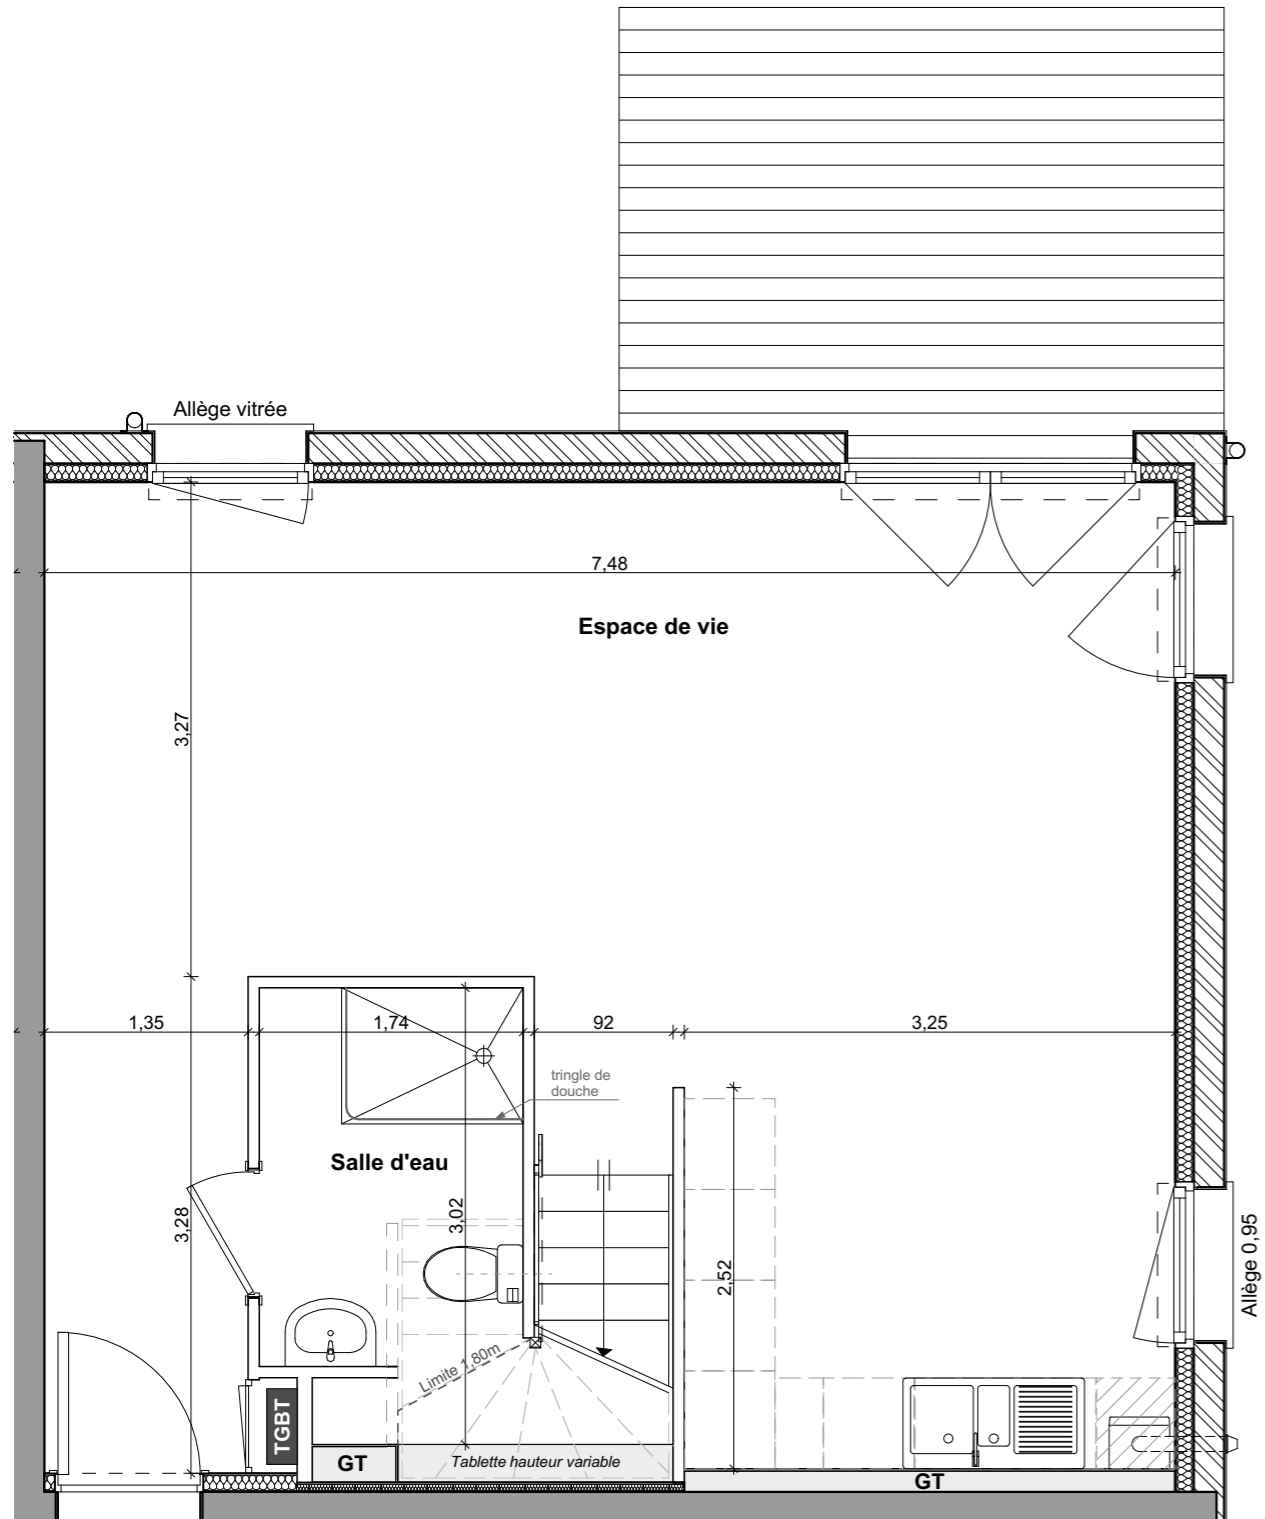 Allège vitrée
7,48
Espace de vie
3,27
1,35
1,74
92
3,25
tringle de
douche
Salle d'eau
3,28
3,02
2,52
Allège 0,95
Limite 1,80m
TGBT
GT
Tablette hauteur variable
GT